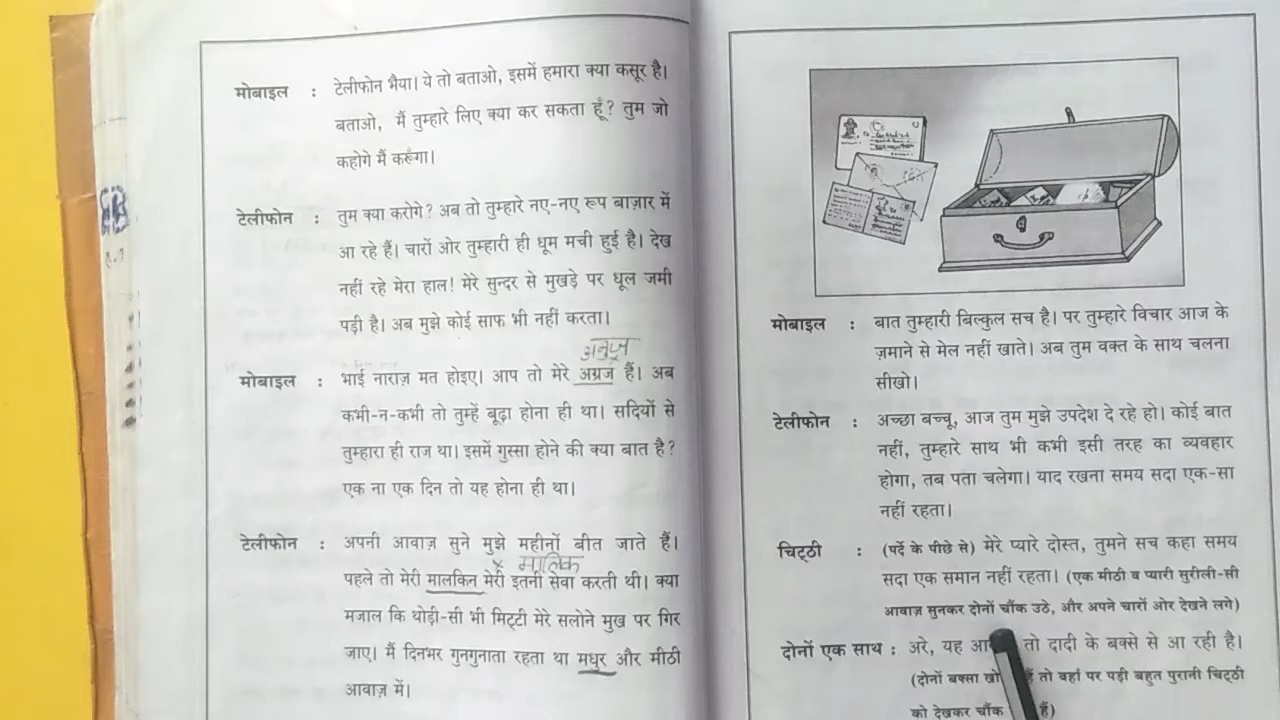 मोबाइल : टेलीफोन भैया। ये तो बताओ, इसमें हमारा क्या कसूर है।
बताओ, मैं तुम्हारे लिए क्या कर सकता हूँ? तुम जो
कहोगे मैं करूँगा।
टेलीफोन : तुम क्या करोगे? अब तो तुम्हारे नए-नए रूप बाज़ार में
आ रहे हैं। चारों ओर तुम्हारी ही धूम मची हुई है। देख
नहीं रहे मेरा हाल! मेरे सुन्दर से मुखड़े पर धूल जमी
पड़ी है। अब मुझे कोई साफ भी नहीं करता।
अनुज
मोबाइल : भाई नाराज़ मत होइए। आप तो मेरे अग्रज हैं। अब
कभी-न-कभी तो तुम्हें बूढ़ा होना ही था। सदियों से
तुम्हारा ही राज था। इसमें गुस्सा होने की क्या बात है?
एक ना एक दिन तो यह होना ही था।
टेलीफोन : अपनी आवाज़ सुने मुझे महीनों बीत जाते हैं।
मालिक
पहले तो मेरी मालकिन मेरी इतनी सेवा करती थी। क्या
मजाल कि थोड़ी-सी भी मिट्टी मेरे सलोने मुख पर गिर
जाए। मैं दिनभर गुनगुनाता रहता था मधुर और मीठी
आवाज़ में।
मोबाइल : बात तुम्हारी बिल्कुल सच है। पर तुम्हारे विचार आज के
ज़माने से मेल नहीं खाते। अब तुम वक्त के साथ चलना
सीखो।
टेलीफोन : अच्छा बच्चू, आज तुम मुझे उपदेश दे रहे हो। कोई बात
नहीं, तुम्हारे साथ भी कभी इसी तरह का व्यवहार
होगा, तब पता चलेगा। याद रखना समय सदा एक-सा
नहीं रहता।
चिट्ठी : (पर्दे के पीछे से) मेरे प्यारे दोस्त, तुमने सच कहा समय
सदा एक समान नहीं रहता। (एक मीठी व प्यारी सुरीली-सी
आवाज़ सुनकर दोनों चौंक उठे, और अपने चारों ओर देखने लगे)
दोनों एक साथ : अरे, यह तो दादी के बक्से से आ रही है।
(दोनों बक्सा तो वहां पर पड़ी बहुत पुरानी चिट्ठी
को देखकर चौंक हैं)